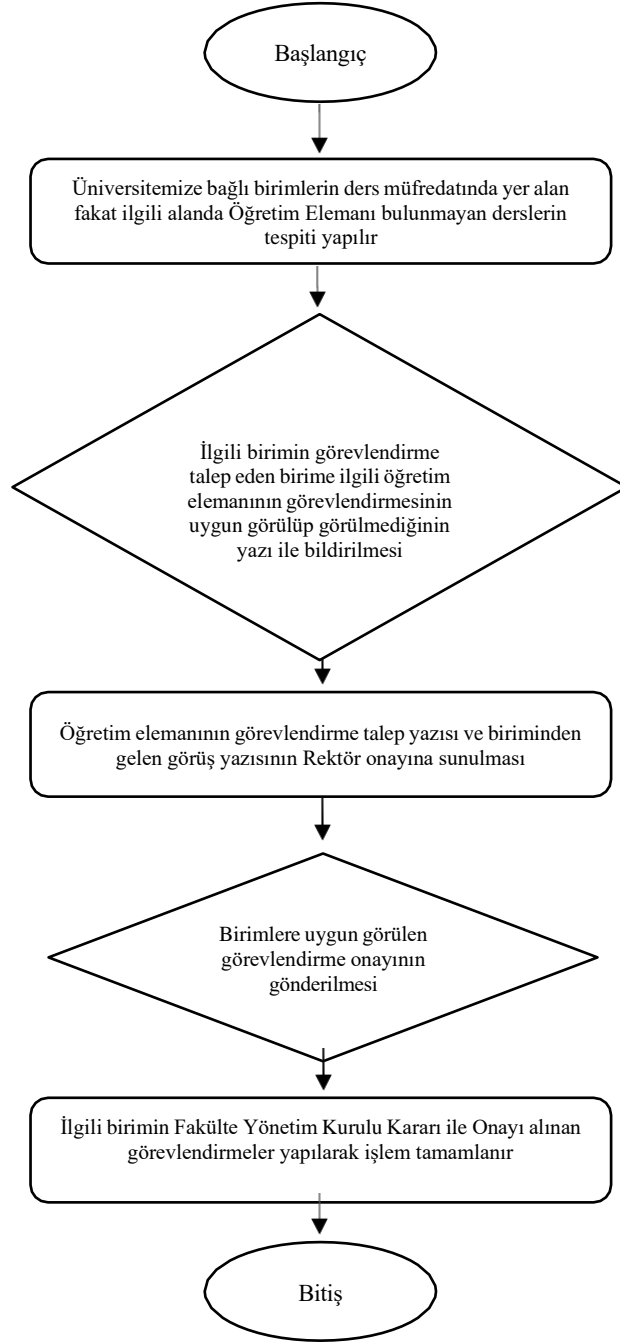 Başlangıç
Üniversitemize bağlı birimlerin ders müfredatında yer alan
fakat ilgili alanda Öğretim Elemanı bulunmayan derslerin
tespiti yapılır
İlgili birimin görevlendirme
talep eden birime ilgili öğretim
elemanının görevlendirmesinin
uygun görülüp görülmediğinin
yazı ile bildirilmesi
Öğretim elemanının görevlendirme talep yazısı ve biriminden
gelen görüş yazısının Rektör onayına sunulması
Birimlere uygun görülen
görevlendirme onayının
gönderilmesi
İlgili birimin Fakülte Yönetim Kurulu Kararı ile Onayı alınan
görevlendirmeler yapılarak işlem tamamlanır
Bitiş